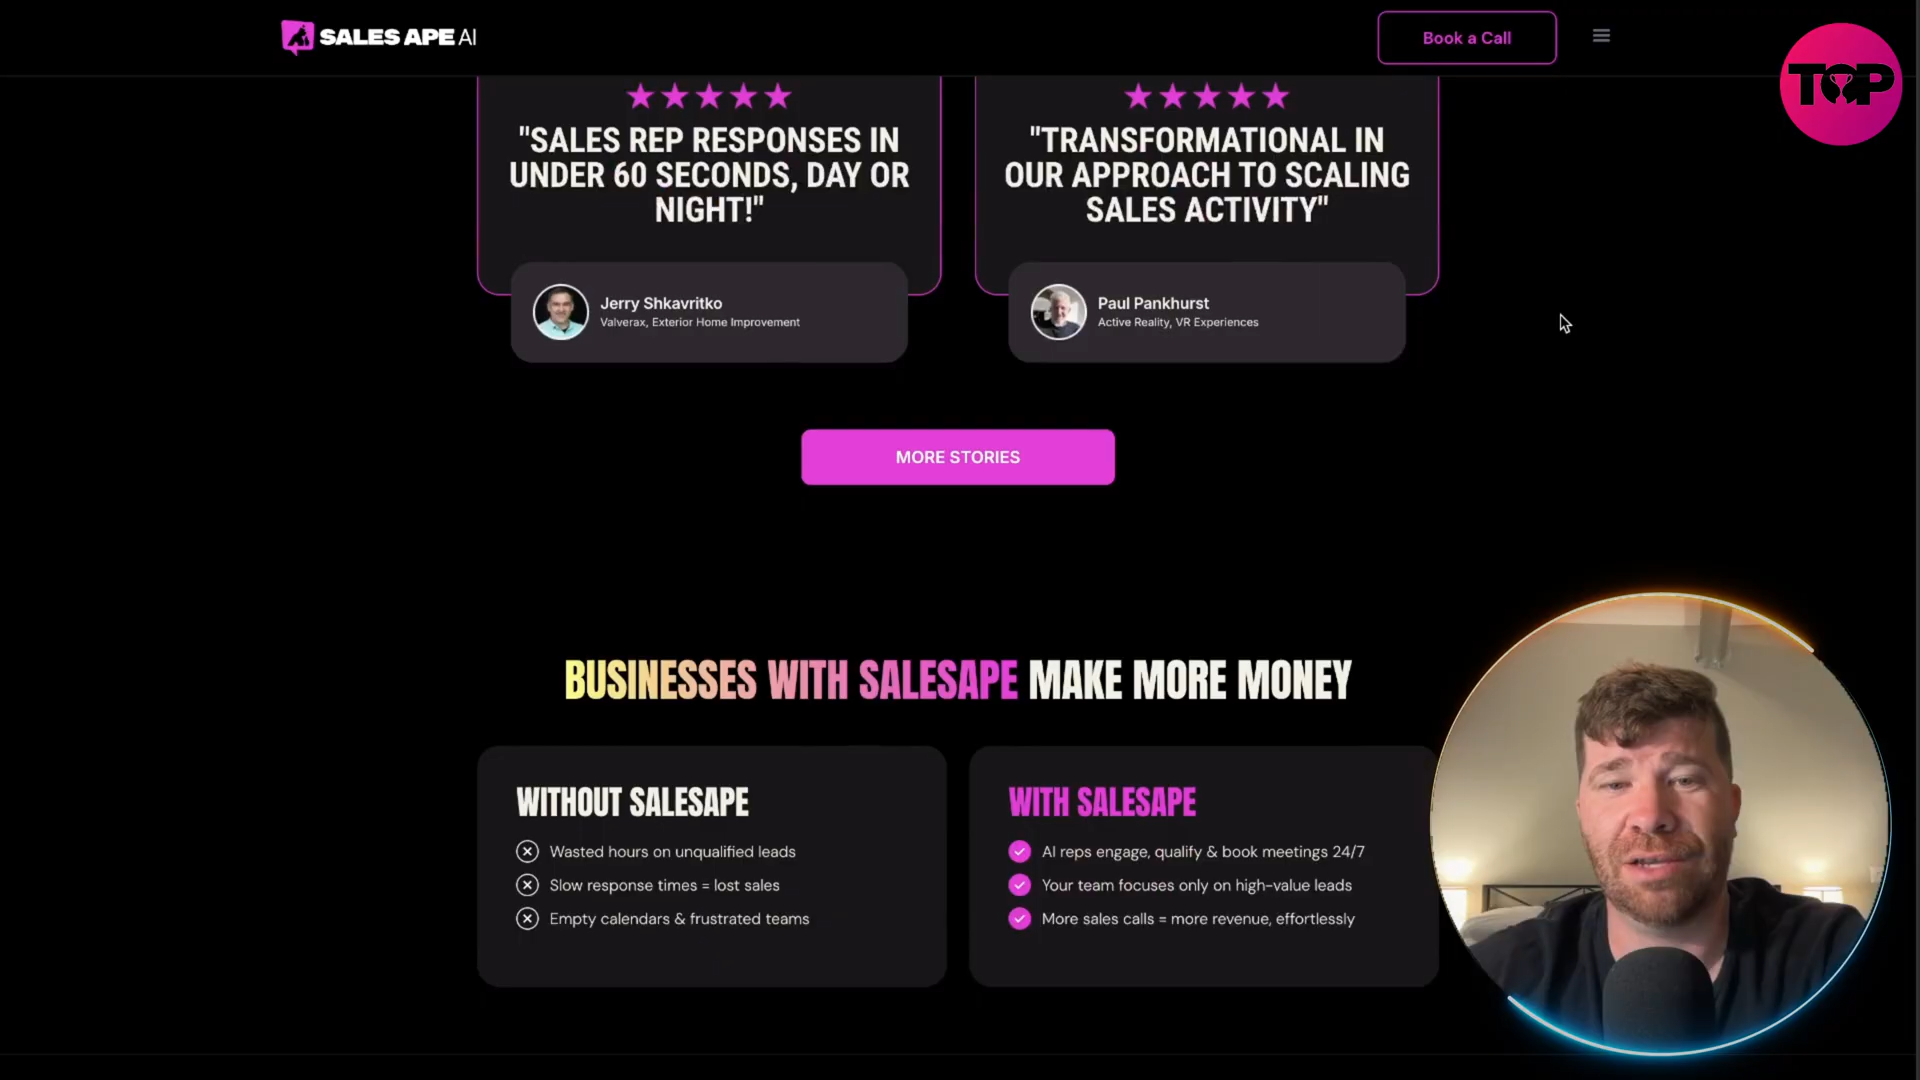 SALES APE AI
Book a Call
TOP
"SALES REP RESPONSES IN
UNDER 60 SECONDS, DAY OR
NIGHT!"
Jerry Shkavritko
Valverax, Exterior Home Improvement
"TRANSFORMATIONAL IN
OUR APPROACH TO SCALING
SALES ACTIVITY"
Paul Pankhurst
Active Reality, VR Experiences
MORE STORIES
BUSINESSES WITH SALESAPE MAKE MORE MONEY
WITHOUT SALESAPE
Wasted hours on unqualified leads
Slow response times = lost sales
Empty calendars & frustrated teams
WITH SALESAPE
AI reps engage, qualify & book meetings 24/7
Your team focuses only on high-value leads
More sales calls = more revenue, effortlessly